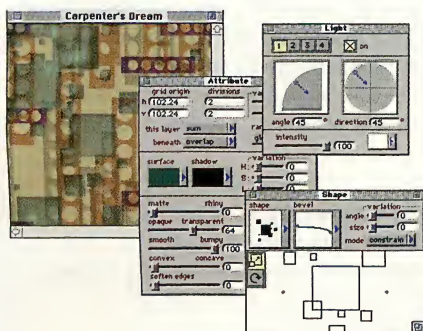 Carpenter's Dream
Light
1 2 3 4 on
angle 45° direction 45°
intensity
100
Attribute
grid origin divisions
h 102.24 2
v 102.24 2
this layer sum
beneath overlap
surface shadow
variation
H: 0
S: 0
matte shiny
0
opaque transparent
64
smooth bumpy
100
convex concave
0
soften edges
0
Shape
shape bevel
variation
angle 0
size 0
mode constrain